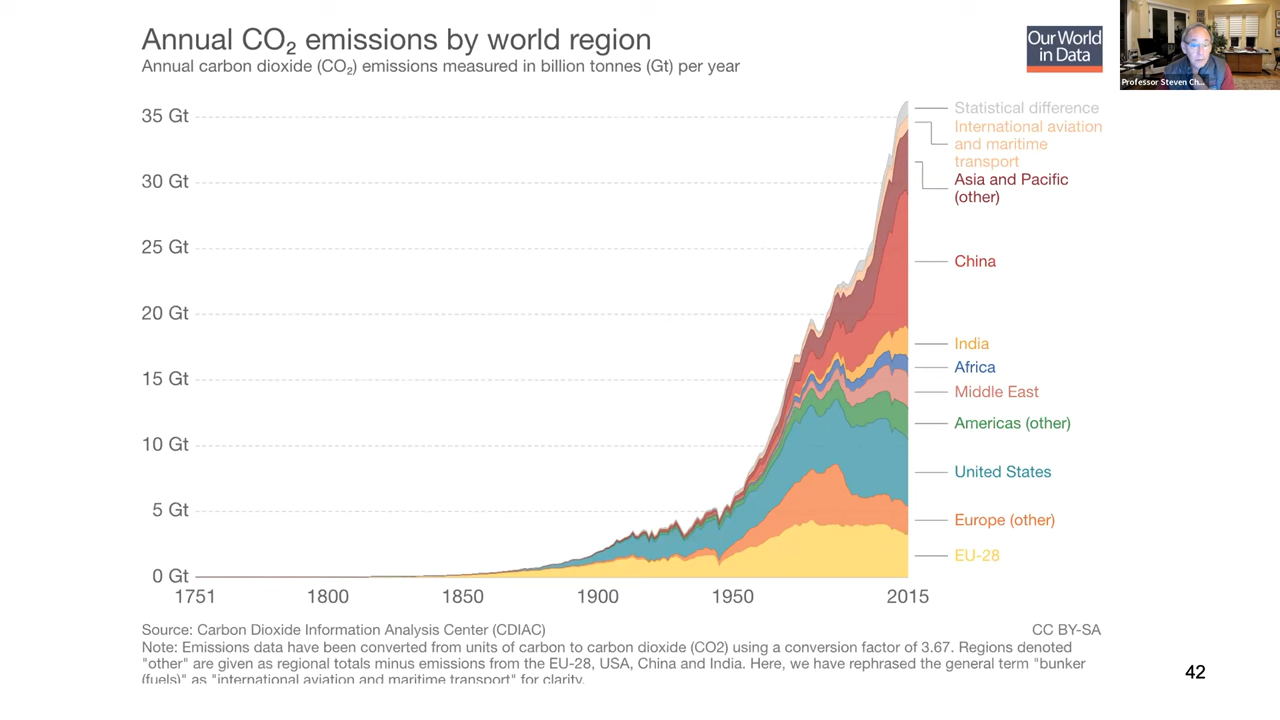 Annual CO₂ emissions by world region
Annual carbon dioxide (CO₂) emissions measured in billion tonnes (Gt) per year
Our World
in Data
Professor Steven Ch...
35 Gt
30 Gt
25 Gt
20 Gt
15 Gt
10 Gt
5 Gt
0 Gt
1751
1800
1850
1900
1950
2015
Statistical difference
International aviation
and maritime
transport
Asia and Pacific
(other)
China
India
Africa
Middle East
Americas (other)
United States
Europe (other)
EU-28
Source: Carbon Dioxide Information Analysis Center (CDIAC)
CC BY-SA
Note: Emissions data have been converted from units of carbon to carbon dioxide (CO2) using a conversion factor of 3.67. Regions denoted
"other" are given as regional totals minus emissions from the EU-28, USA, China and India. Here, we have rephrased the general term "bunker
(fuels)" as "international aviation and maritime transport" for clarity.
42